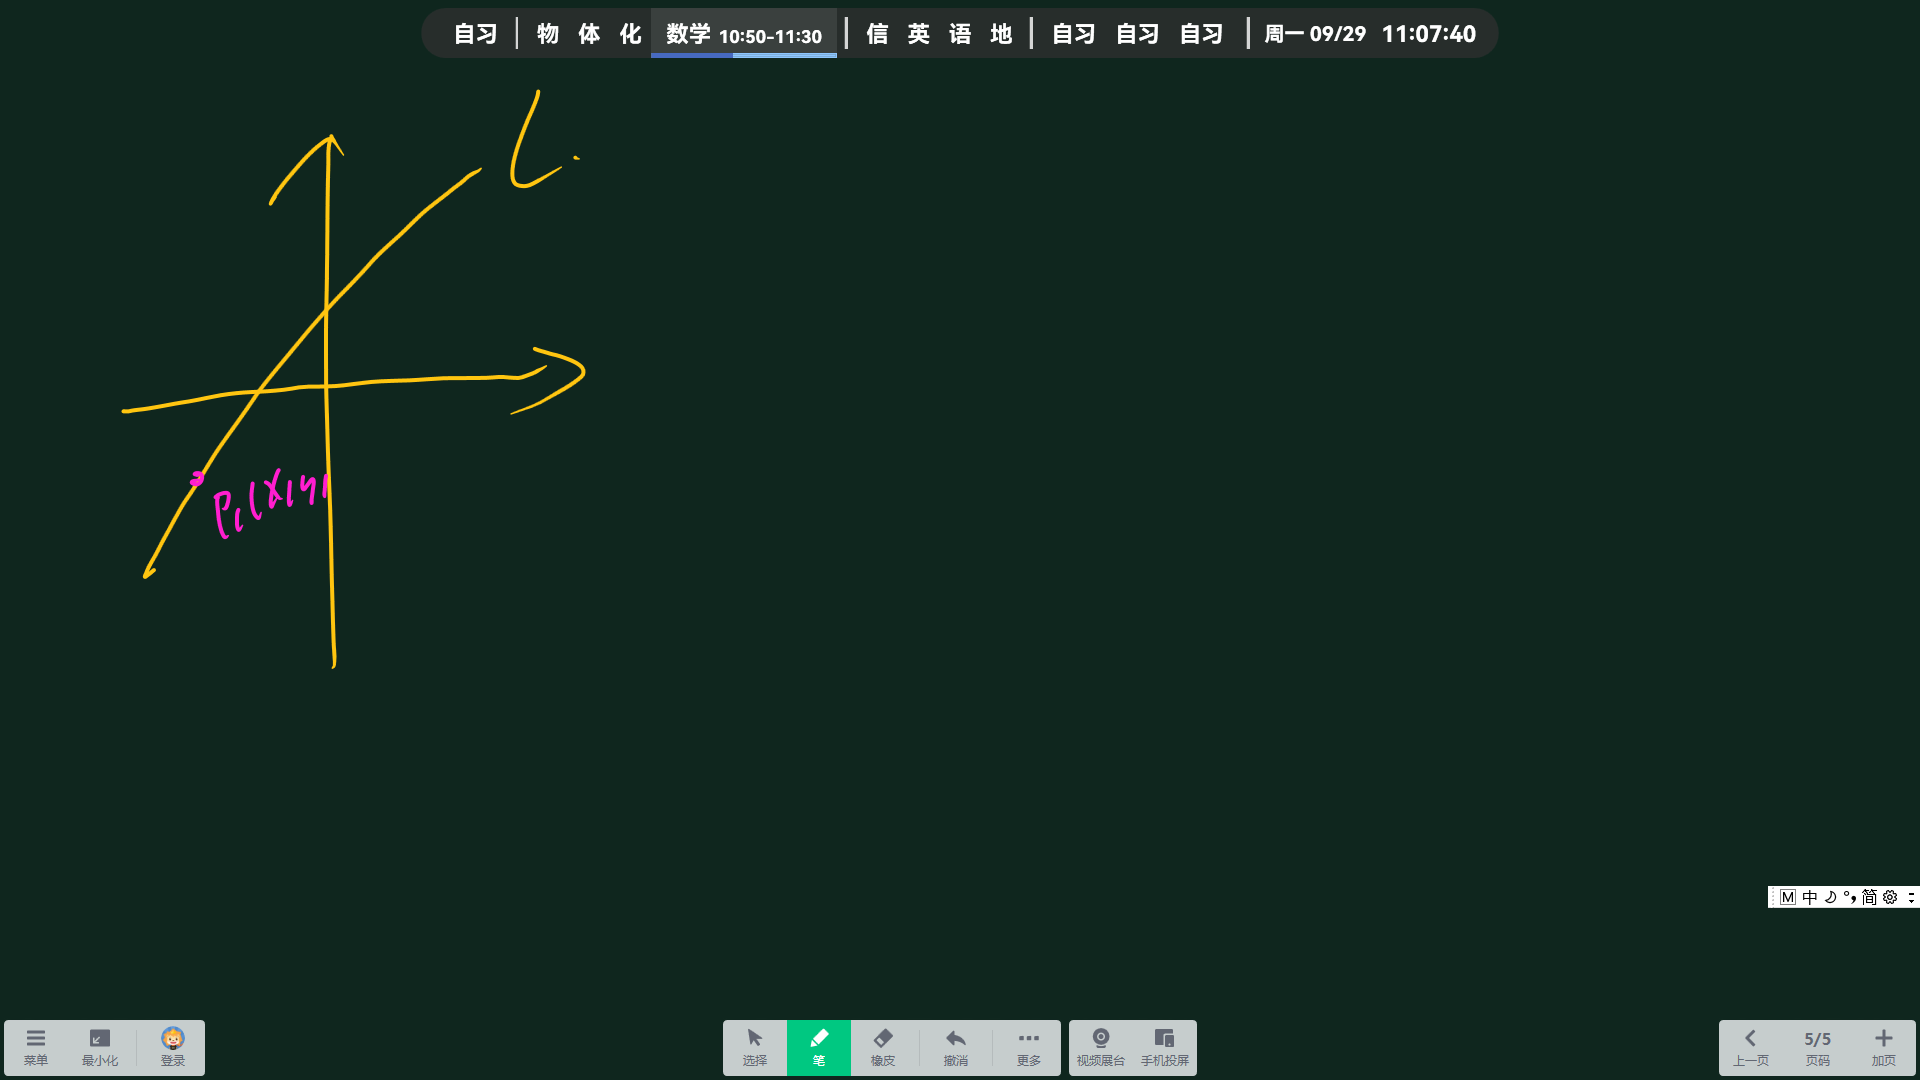 自习 | 物 体 化 数学 10:50-11:30 | 信 英 语 地 | 自习 自习 自习 | 周一 09/29 11:07:40
L.
P1(x1y1
M 中 简
菜单 最小化 登录 选择 笔 橡皮 撤消 更多 视频展台 手机投屏 上一页 5/5 页码 加页